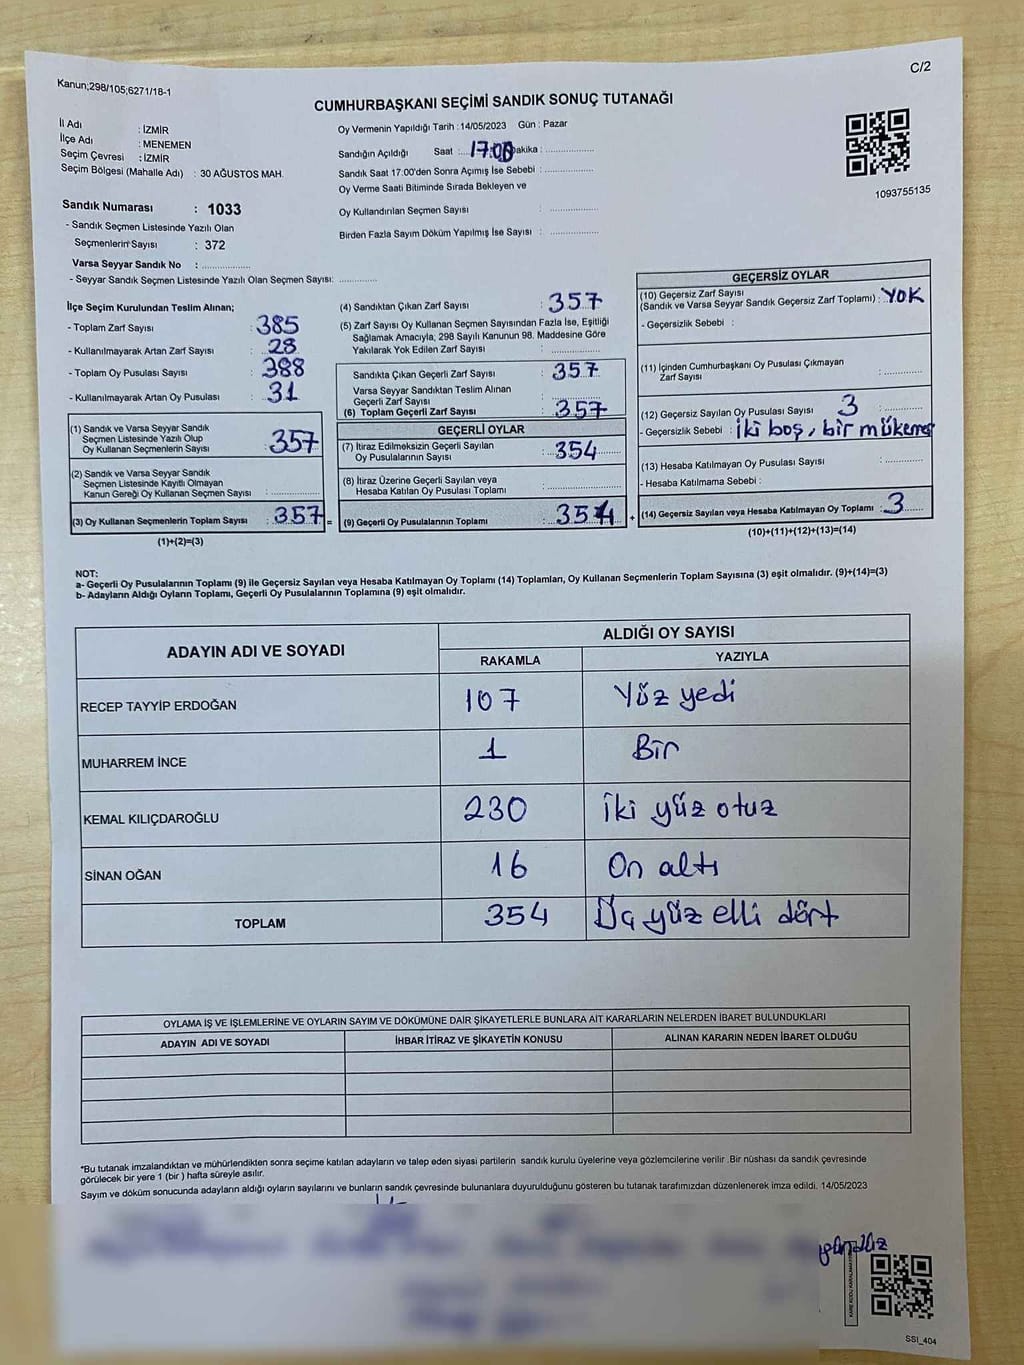 Kanun;298/105;6271/18-1
C/2
CUMHURBAŞKANI SEÇİMİ SANDIK SONUÇ TUTANAĞI
İl Adı : İZMİR
İlçe Adı : MENEMEN
Seçim Çevresi : İZMİR
Seçim Bölgesi (Mahalle Adı) : 30 AĞUSTOS MAH.
Sandık Numarası : 1033
- Sandık Seçmen Listesinde Yazılı Olan
Seçmenlerin Sayısı : 372
Varsa Seyyar Sandık No : ..................
- Seyyar Sandık Seçmen Listesinde Yazılı Olan Seçmen Sayısı: .............
Oy Vermenin Yapıldığı Tarih : 14/05/2023 Gün : Pazar
Sandığın Açıldığı Saat :.. 17:00 Dakika : ..................
Sandık Saat 17:00'den Sonra Açımış İse Sebebi : ..................
Oy Verme Saati Bitiminde Sırada Bekleyen ve
Oy Kullandırılan Seçmen Sayısı : ..................
Birden Fazla Sayım Döküm Yapılmış İse Sayısı : ..................
1093755135
İlçe Seçim Kurulundan Teslim Alınan;
- Toplam Zarf Sayısı : 385
- Kullanılmayarak Artan Zarf Sayısı : 28
- Toplam Oy Pusulası Sayısı : 388
- Kullanılmayarak Artan Oy Pusulası : 31
(1) Sandık ve Varsa Seyyar Sandık
Seçmen Listesinde Yazılı Olup
Oy Kullanan Seçmenlerin Sayısı : 357
(2) Sandık ve Varsa Seyyar Sandık
Seçmen Listesinde Kayıtlı Olmayan
Kanun Gereği Oy Kullanan Seçmen Sayısı : ..................
(3) Oy Kullanan Seçmenlerin Toplam Sayısı : 357 =
(1)+(2)=(3)
(4) Sandıktan Çıkan Zarf Sayısı : 357
(5) Zarf Sayısı Oy Kullanan Seçmen Sayısından Fazla İse, Eşitliği
Sağlamak Amacıyla; 298 Sayılı Kanunun 98. Maddesine Göre
Yakılarak Yok Edilen Zarf Sayısı : ..................
Sandıkta Çıkan Geçerli Zarf Sayısı : 357
Varsa Seyyar Sandıktan Teslim Alınan
Geçerli Zarf Sayısı : ..................
(6) Toplam Geçerli Zarf Sayısı : 357
GEÇERLİ OYLAR
(7) İtiraz Edilmeksizin Geçerli Sayılan
Oy Pusulalarının Sayısı : 354
(8) İtiraz Üzerine Geçerli Sayılan veya
Hesaba Katılan Oy Pusulası Toplamı : ..................
(9) Geçerli Oy Pusulalarının Toplamı : 354 +
GEÇERSİZ OYLAR
(10) Geçersiz Zarf Sayısı
(Sandık ve Varsa Seyyar Sandık Geçersiz Zarf Toplamı) : YOK
- Geçersizlik Sebebi :
(11) İçinden Cumhurbaşkanı Oy Pusulası Çıkmayan
Zarf Sayısı : ............
(12) Geçersiz Sayılan Oy Pusulası Sayısı 3 : ............
- Geçersizlik Sebebi : İki boş, bir mükerrer
(13) Hesaba Katılmayan Oy Pusulası Sayısı : ............
- Hesaba Katılmama Sebebi :
(14) Geçersiz Sayılan veya Hesaba Katılmayan Oy Toplamı : 3
(10)+(11)+(12)+(13)=(14)
NOT:
a- Geçerli Oy Pusulalarının Toplamı (9) ile Geçersiz Sayılan veya Hesaba Katılmayan Oy Toplamı (14) Toplamları, Oy Kullanan Seçmenlerin Toplam Sayısına (3) eşit olmalıdır. (9)+(14)=(3)
b- Adayların Aldığı Oyların Toplamı, Geçerli Oy Pusulalarının Toplamına (9) eşit olmalıdır.
ADAYIN ADI VE SOYADI ALDIĞI OY SAYISI
RAKAMLA YAZIYLA
RECEP TAYYİP ERDOĞAN 107 Yüz yedi
MUHARREM İNCE 1 Bir
KEMAL KILIÇDAROĞLU 230 İki yüz otuz
SİNAN OĞAN 16 On altı
TOPLAM 354 Üç yüz elli dört
OYLAMA İŞ VE İŞLEMLERİNE VE OYLARIN SAYIM VE DÖKÜMÜNE DAİR ŞİKAYETLERLE BUNLARA AİT KARARLARIN NELERDEN İBARET BULUNDUKLARI
ADAYIN ADI VE SOYADI İHBAR İTİRAZ VE ŞİKAYETİN KONUSU ALINAN KARARIN NEDEN İBARET OLDUĞU
*Bu tutanak imzalandıktan ve mühürlendikten sonra seçime katılan adayların ve talep eden siyasi partilerin sandık kurulu üyelerine veya gözlemcilerine verilir .Bir nüshası da sandık çevresinde
görülecek bir yere 1 (bir ) hafta süreyle asılır.
Sayım ve döküm sonucunda adayların aldığı oyların sayılarını ve bunların sandık çevresinde bulunanlara duyurulduğunu gösteren bu tutanak tarafımızdan düzenlenerek imza edildi. 14/05/2023
SSI_404